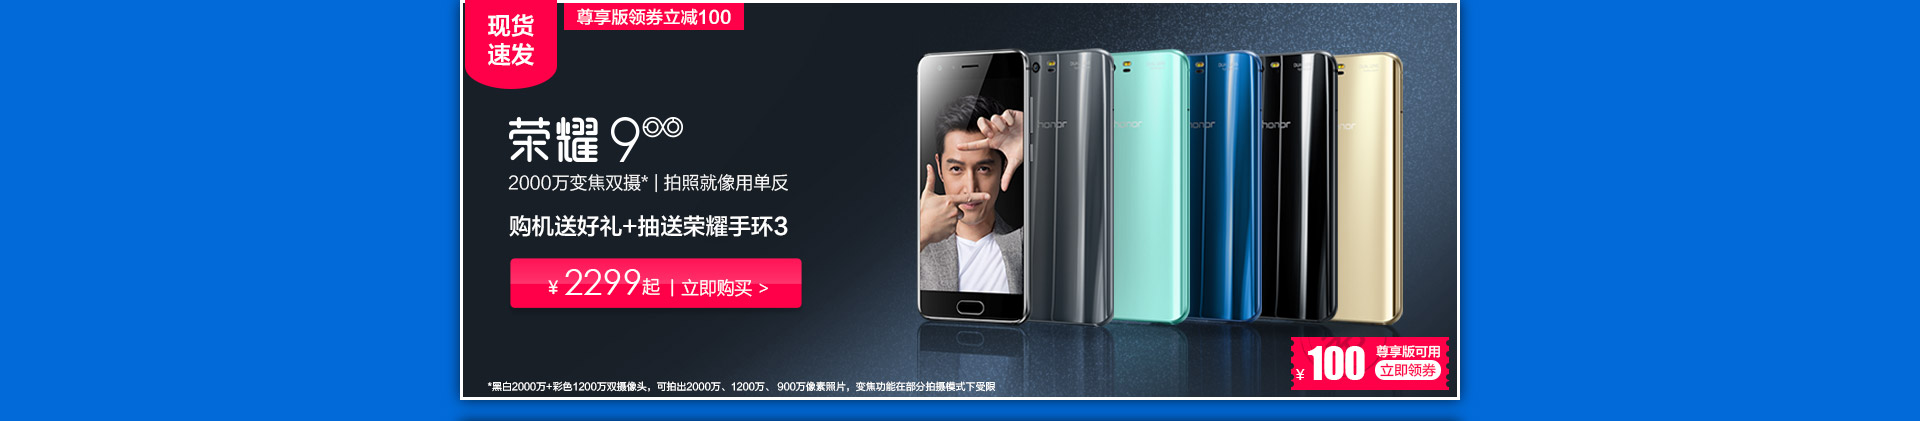 现货
速发
尊享版领券立减100
荣耀 9
2000万变焦双摄* | 拍照就像用单反
购机送好礼+抽送荣耀手环3
¥ 2299起 | 立即购买 >
honor
honor
honor
honor
honor
¥ 100
尊享版可用
立即领券
*黑白2000万+彩色1200万双摄像头，可拍出2000万、1200万、900万像素照片，变焦功能在部分拍摄模式下受限